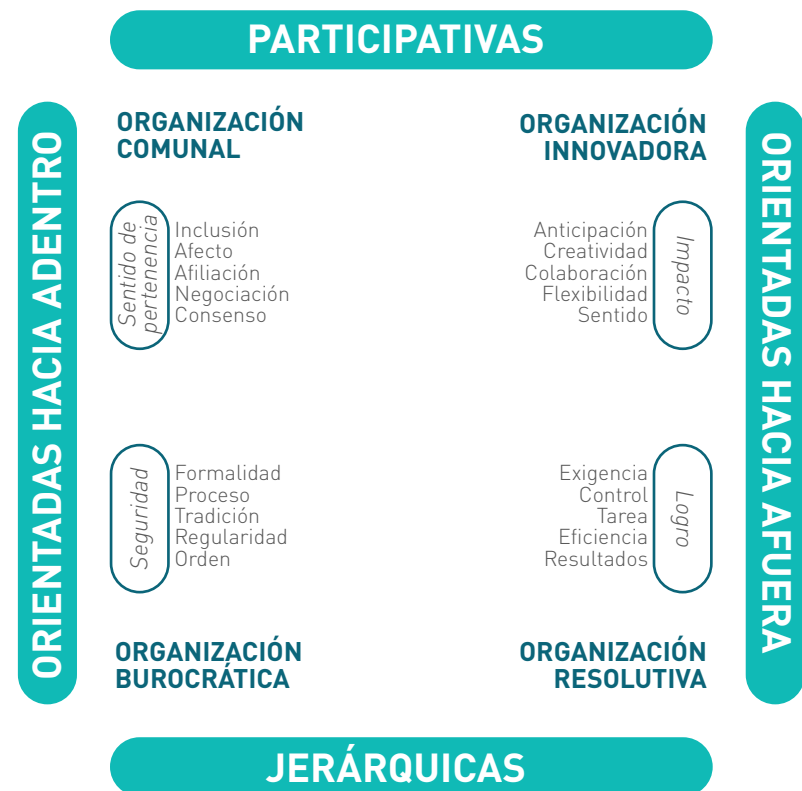 PARTICIPATIVAS
ORIENTADAS HACIA ADENTRO
ORGANIZACIÓN
COMUNAL
Sentido de
pertenencia
Inclusión
Afecto
Afiliación
Negociación
Consenso
ORGANIZACIÓN
INNOVADORA
Anticipación
Creatividad
Colaboración
Flexibilidad
Sentido
Impacto
ORIENTADAS HACIA AFUERA
Seguridad
Formalidad
Proceso
Tradición
Regularidad
Orden
ORGANIZACIÓN
BUROCRÁTICA
Exigencia
Control
Tarea
Eficiencia
Resultados
Logro
ORGANIZACIÓN
RESOLUTIVA
JERÁRQUICAS